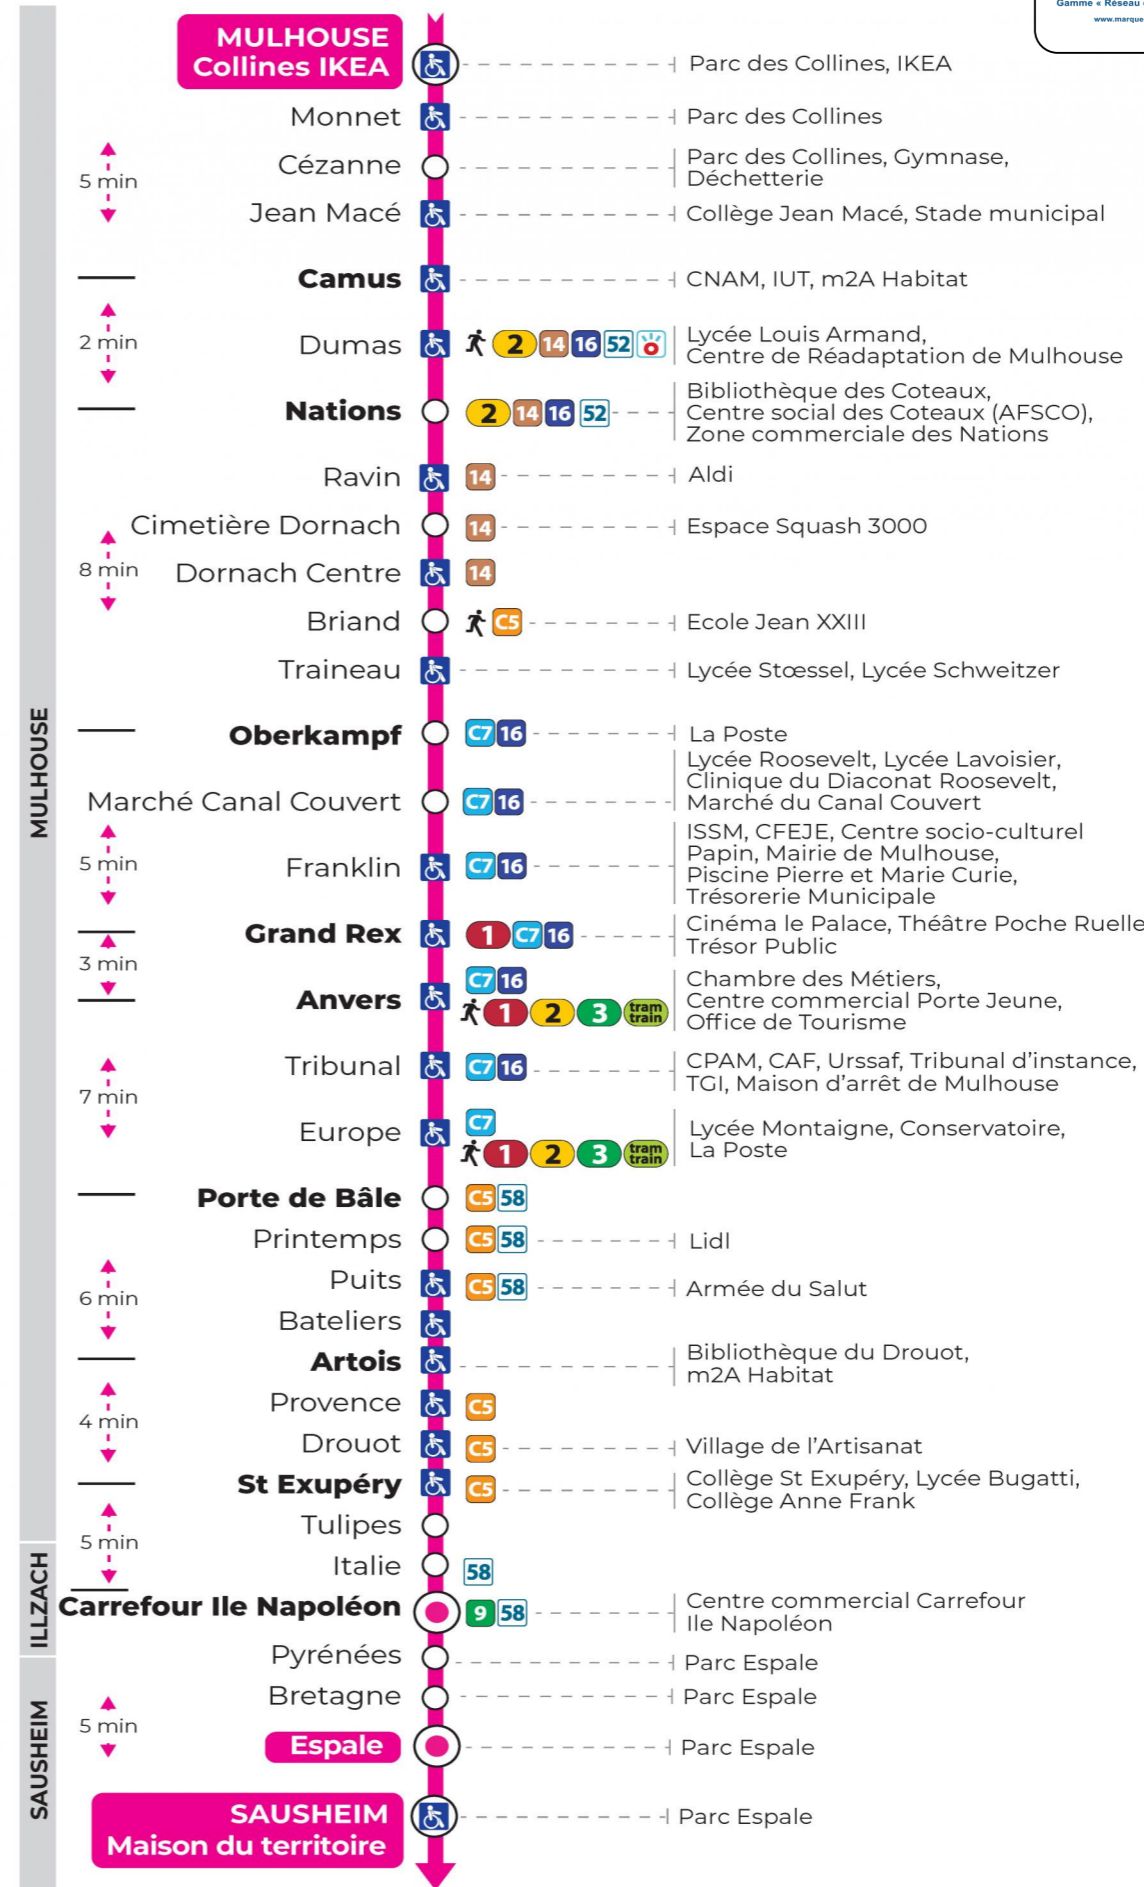 Gamme « Réseau
www.marque
MULHOUSE
Collines IKEA
Parc des Collines, IKEA
Monnet
Parc des Collines
Cézanne
Parc des Collines, Gymnase,
Déchetterie
5 min
Jean Macé
Collège Jean Macé, Stade municipal
Camus
CNAM, IUT, m2A Habitat
2 min
Dumas
2 14 16 52
Lycée Louis Armand,
Centre de Réadaptation de Mulhouse
Nations
2 14 16 52
Bibliothèque des Coteaux,
Centre social des Coteaux (AFSCO),
Zone commerciale des Nations
Ravin
14
Aldi
Cimetière Dornach
14
Espace Squash 3000
8 min
Dornach Centre
14
Briand
C5
Ecole Jean XXIII
Traineau
Lycée Stœssel, Lycée Schweitzer
MULHOUSE
Oberkampf
C7 16
La Poste
Marché Canal Couvert
C7 16
Lycée Roosevelt, Lycée Lavoisier,
Clinique du Diaconat Roosevelt,
Marché du Canal Couvert
5 min
Franklin
C7 16
ISSM, CFEJE, Centre socio-culturel
Papin, Mairie de Mulhouse,
Piscine Pierre et Marie Curie,
Trésorerie Municipale
Grand Rex
1 C7 16
Cinéma le Palace, Théâtre Poche Ruelle
Trésor Public
3 min
Anvers
C7 16
1 2 3 tram train
Chambre des Métiers,
Centre commercial Porte Jeune,
Office de Tourisme
Tribunal
C7 16
CPAM, CAF, Urssaf, Tribunal d'instance,
TGI, Maison d'arrêt de Mulhouse
7 min
Europe
C7
1 2 3 tram train
Lycée Montaigne, Conservatoire,
La Poste
Porte de Bâle
C5 58
Printemps
C5 58
Lidl
6 min
Puits
C5 58
Armée du Salut
Bateliers
Artois
Bibliothèque du Drouot,
m2A Habitat
Provence
C5
4 min
Drouot
C5
Village de l'Artisanat
St Exupéry
C5
Collège St Exupéry, Lycée Bugatti,
Collège Anne Frank
Tulipes
5 min
Italie
58
ILLZACH
Carrefour Ile Napoléon
9 58
Centre commercial Carrefour
Ile Napoléon
Pyrénées
Parc Espale
Bretagne
Parc Espale
5 min
SAUSHEIM
Espale
Parc Espale
SAUSHEIM
Maison du territoire
Parc Espale